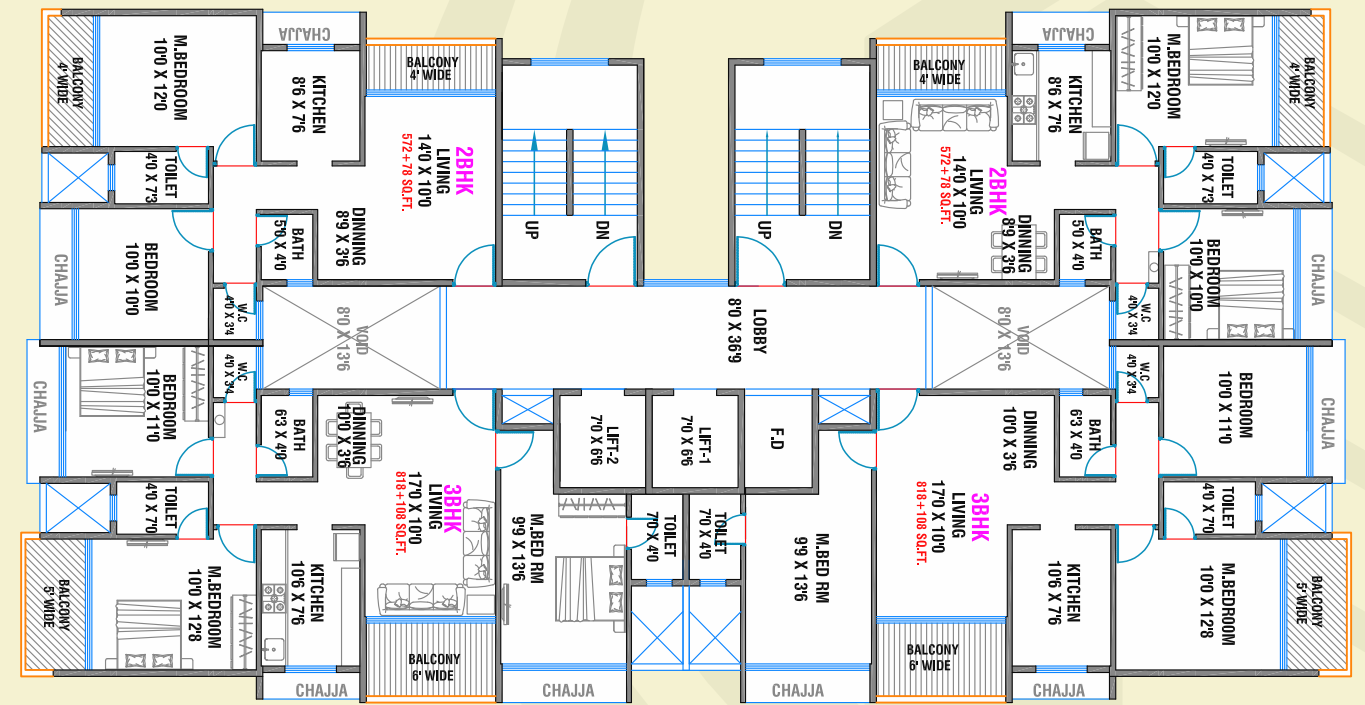 CHAJJA
BALCONY
4' WIDE
M.BEDROOM
10'0 X 12'0
KITCHEN
8'6 X 7'6
BALCONY
4' WIDE
TOILET
4'0 X 7'3
2BHK
LIVING
14'0 X 10'0
572+78 SQ.FT.
DINNING
8'9 X 3'6
BATH
5'0 X 4'0
BEDROOM
10'0 X 10'0
CHAJJA
W.C
4'0 X 3'4
VOID
8'0 X 13'6
UP
DN
UP
DN
CHAJJA
BALCONY
4' WIDE
KITCHEN
8'6 X 7'6
M.BEDROOM
10'0 X 12'0
BALCONY
4' WIDE
TOILET
4'0 X 7'3
2BHK
LIVING
14'0 X 10'0
572+78 SQ.FT.
DINNING
8'9 X 3'6
BATH
5'0 X 4'0
BEDROOM
10'0 X 10'0
CHAJJA
W.C
4'0 X 3'4
VOID
8'0 X 13'6
LOBBY
8'0 X 36'9
CHAJJA
BEDROOM
10'0 X 11'0
W.C
4'0 X 3'4
BATH
6'3 X 4'0
DINNING
10'0 X 3'6
3BHK
LIVING
17'0 X 10'0
818+108 SQ.FT.
TOILET
4'0 X 7'0
BALCONY
5' WIDE
M.BEDROOM
10'0 X 12'8
KITCHEN
10'6 X 7'6
BALCONY
6' WIDE
CHAJJA
M.BED RM
9'9 X 13'6
CHAJJA
LIFT-2
7'0 X 6'6
LIFT-1
7'0 X 6'6
F.D
TOILET
7'0 X 4'0
TOILET
7'0 X 4'0
M.BED RM
9'9 X 13'6
CHAJJA
3BHK
LIVING
17'0 X 10'0
818+108 SQ.FT.
DINNING
10'0 X 3'6
BATH
6'3 X 4'0
W.C
4'0 X 3'4
BEDROOM
10'0 X 11'0
CHAJJA
TOILET
4'0 X 7'0
KITCHEN
10'6 X 7'6
M.BEDROOM
10'0 X 12'8
BALCONY
5' WIDE
BALCONY
6' WIDE
CHAJJA